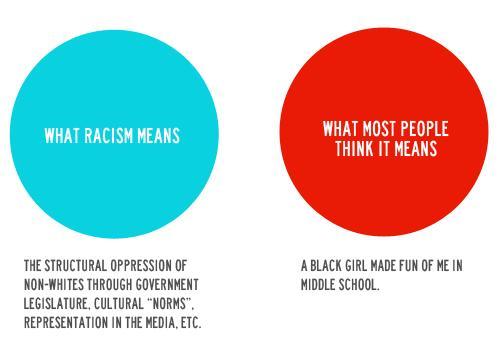 WHAT RACISM MEANS
WHAT MOST PEOPLE
THINK IT MEANS
THE STRUCTURAL OPPRESSION OF
NON-WHITES THROUGH GOVERNMENT
LEGISLATURE, CULTURAL "NORMS",
REPRESENTATION IN THE MEDIA, ETC.
A BLACK GIRL MADE FUN OF ME IN
MIDDLE SCHOOL.